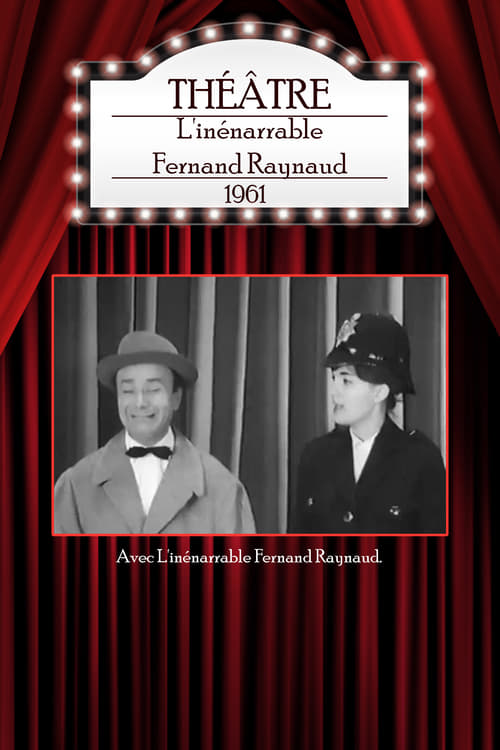 THÉÂTRE
L'inénarrable
Fernand Raynaud
1961
Avec L'inénarrable Fernand Raynaud.